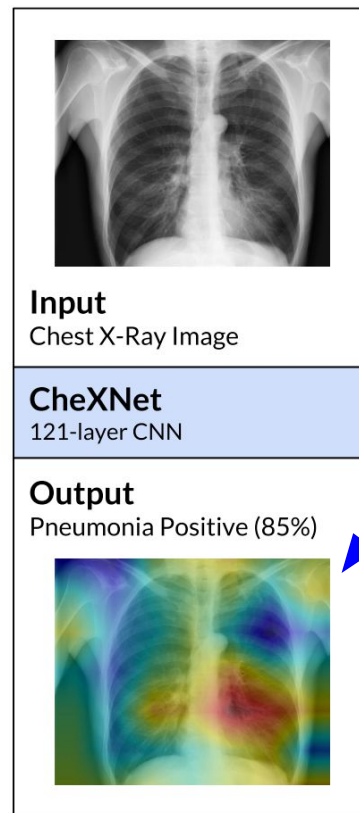 Input
Chest X-Ray Image
CheXNet
121-layer CNN
Output
Pneumonia Positive (85%)